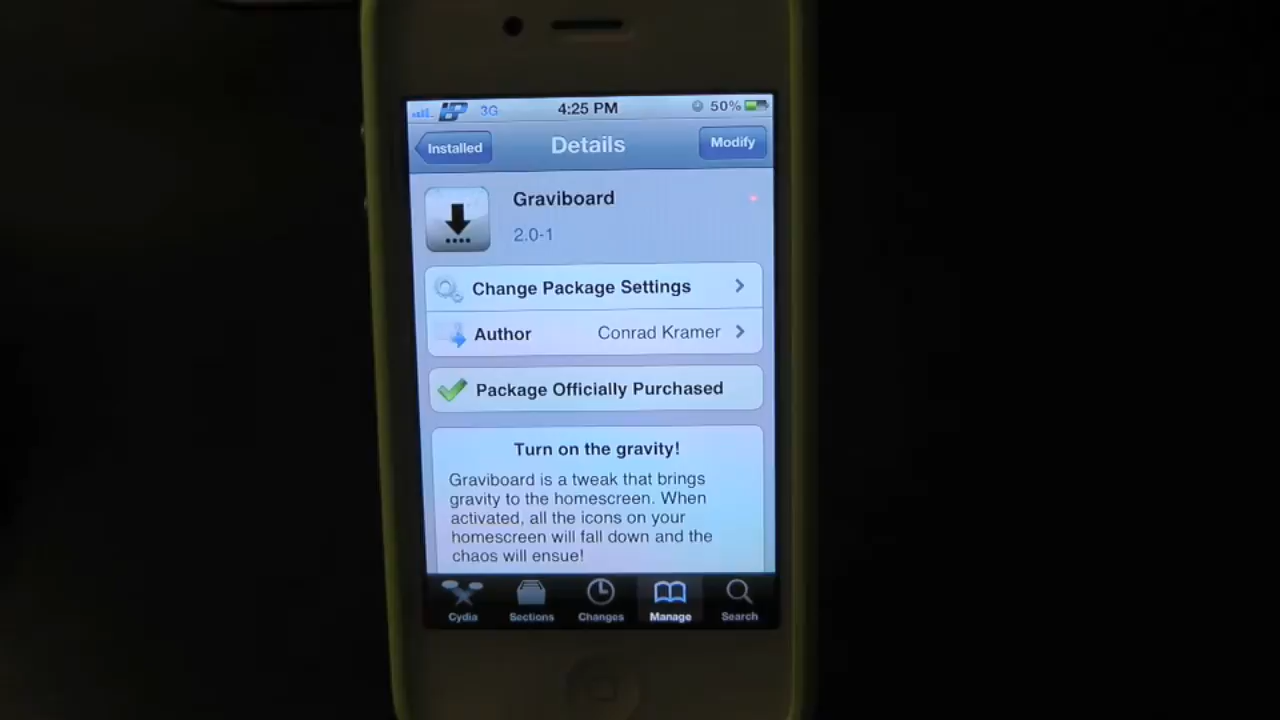 3G 4:25 PM 50%
Installed Details Modify
Graviboard
2.0-1
Change Package Settings
Author Conrad Kramer
Package Officially Purchased
Turn on the gravity!
Graviboard is a tweak that brings
gravity to the homescreen. When
activated, all the icons on your
homescreen will fall down and the
chaos will ensue!
Cydia Sections Changes Manage Search